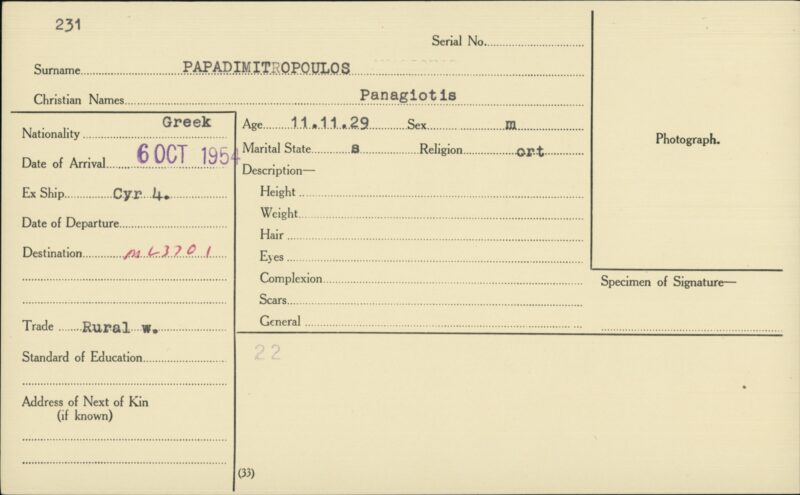 231
Serial No.
Surname PAPADIMITROPOULOS
Christian Names Panagiotis
Nationality Greek
Date of Arrival 6 OCT 1954
Ex Ship Cyr 4.
Date of Departure
Destination M L3701
Trade Rural w.
Standard of Education
Address of Next of Kin
(if known)
Age 11.11.29 Sex m
Marital State s Religion ort
Description—
Height
Weight
Hair
Eyes
Complexion
Scars
General
22
(33)
Photograph.
Specimen of Signature—